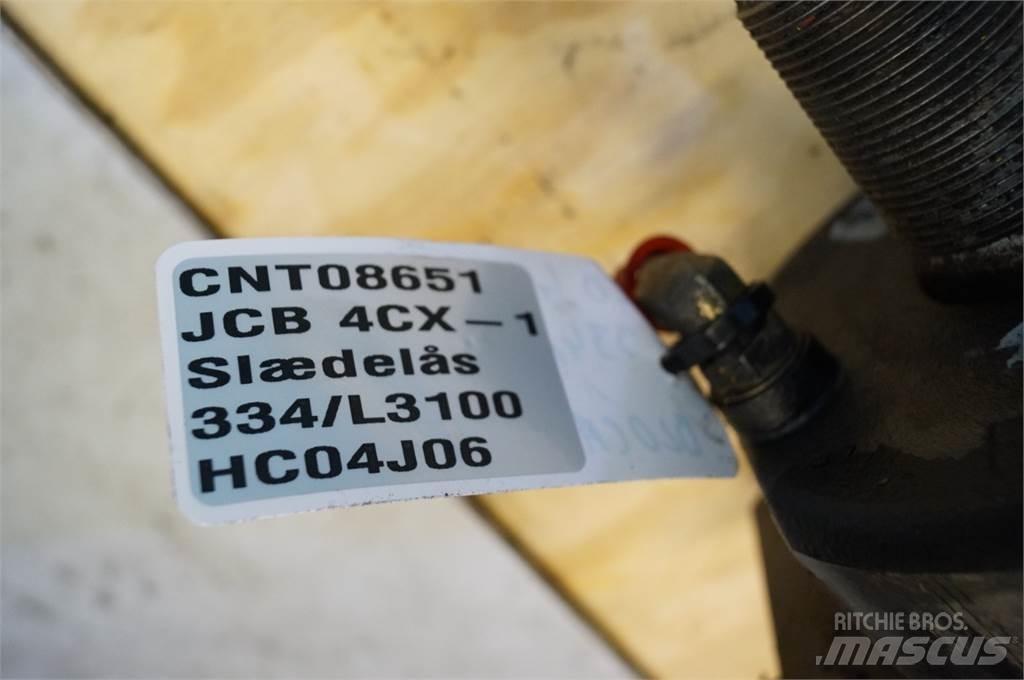 CNT08651
JCB 4CX-1
Slædelås
334/L3100
HC04J06
RITCHIE BROS.
MASCUS